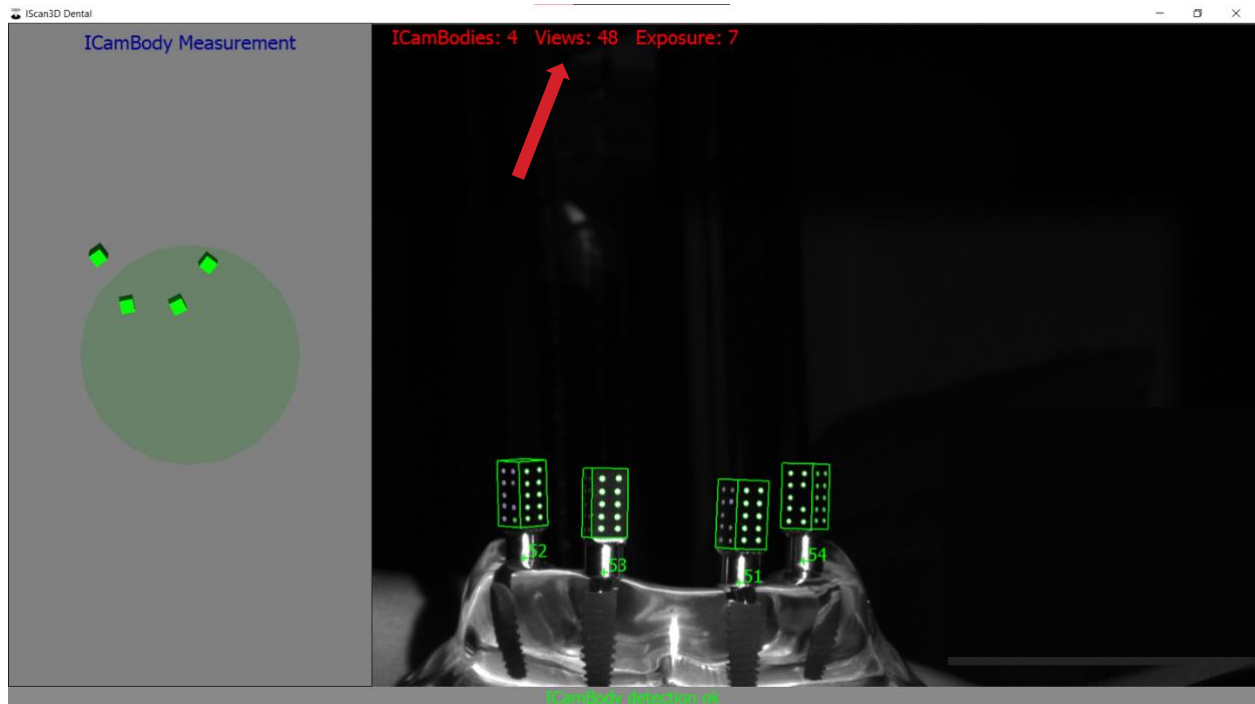 IScan3D Dental
ICamBody Measurement
ICamBodies: 4 Views: 48 Exposure: 7
52
53
51
54
ICamBody detection ok